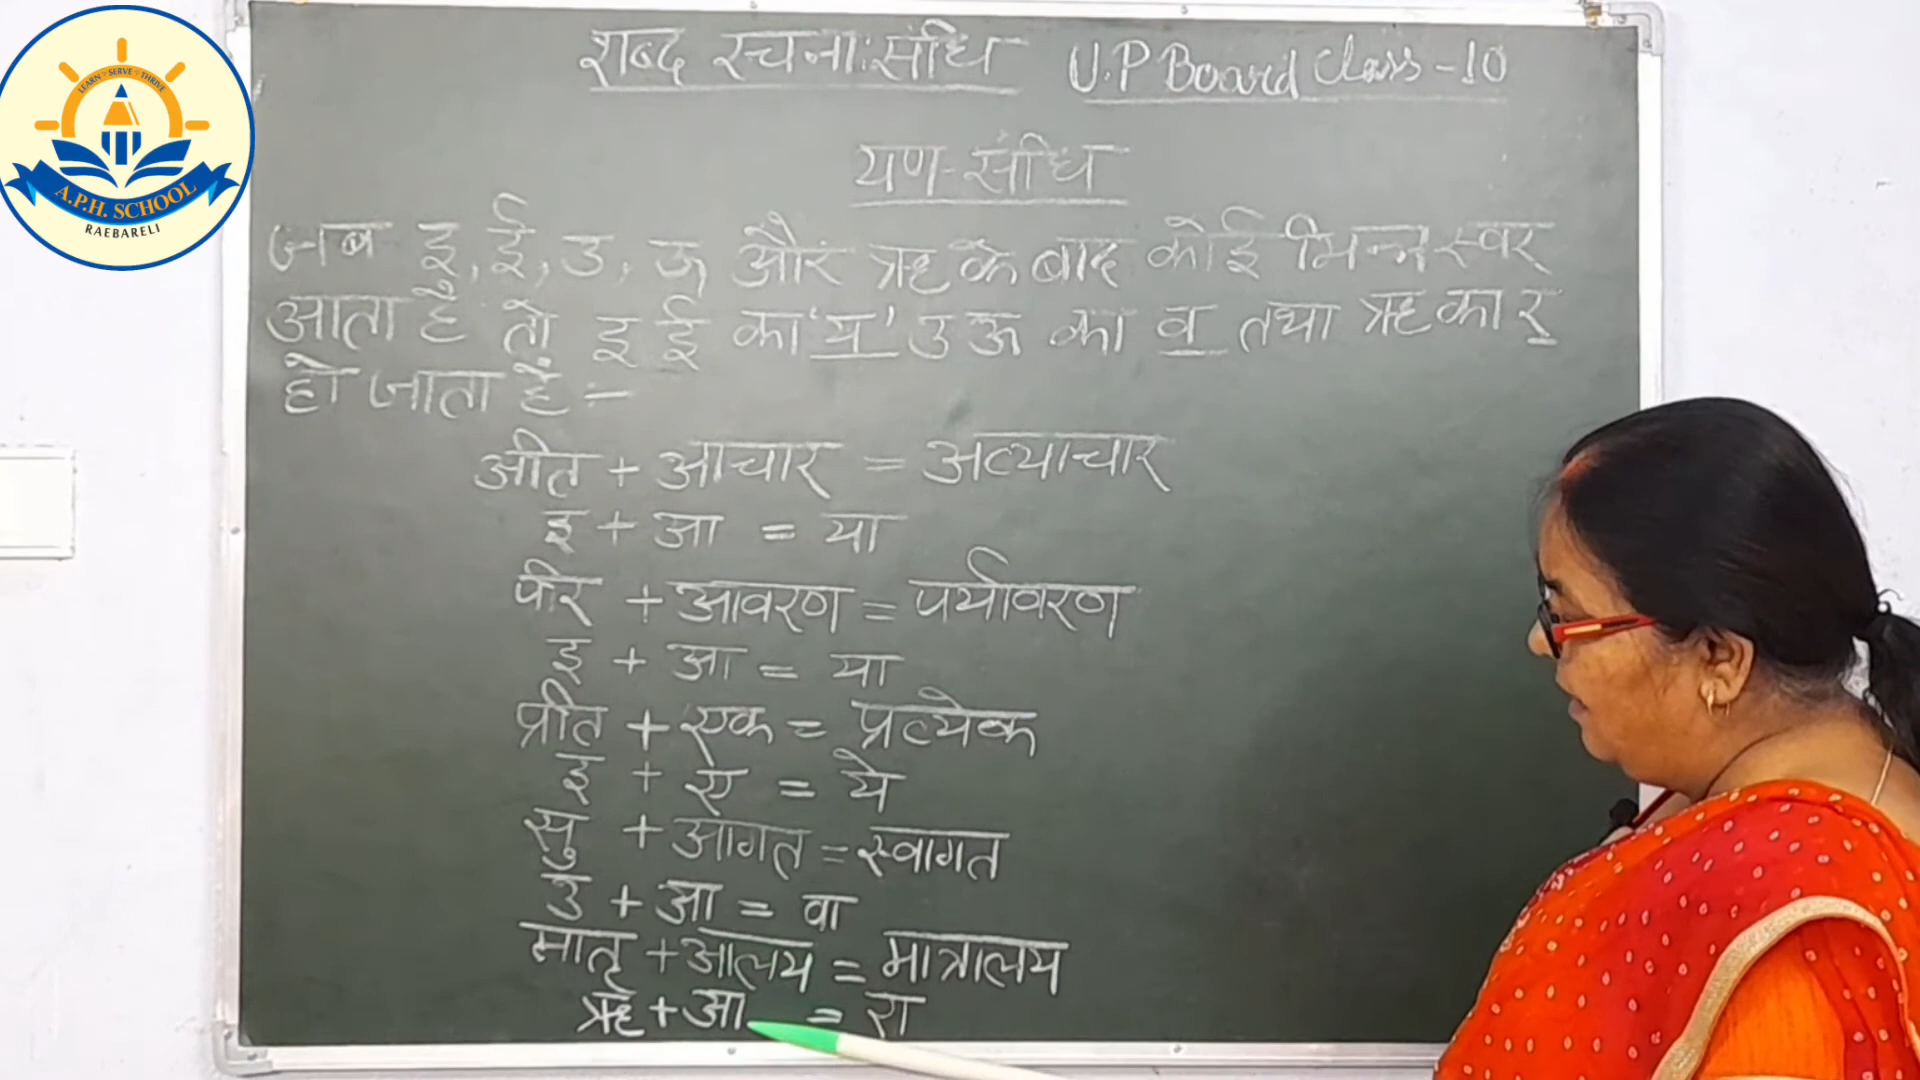 LEARN SERVE THRIVE
A.P.H. SCHOOL
RAEBARELI
शब्द रचना:संधि U.P Board Class-10
यण-संधि
जब इ, ई, उ, ऊ और ऋ के बाद कोई भिन्न स्वर
आता है तो इ ई का 'य' उ ऊ का व तथा ऋ का र्
हो जाता है :-
अति + आचार = अत्याचार
इ + आ = या
परि + आवरण = पर्यावरण
इ + आ = या
प्रति + एक = प्रत्येक
इ + ए = ये
सु + आगत = स्वागत
उ + आ = वा
मातृ + आलय = मात्रालय
ऋ + आ = रा